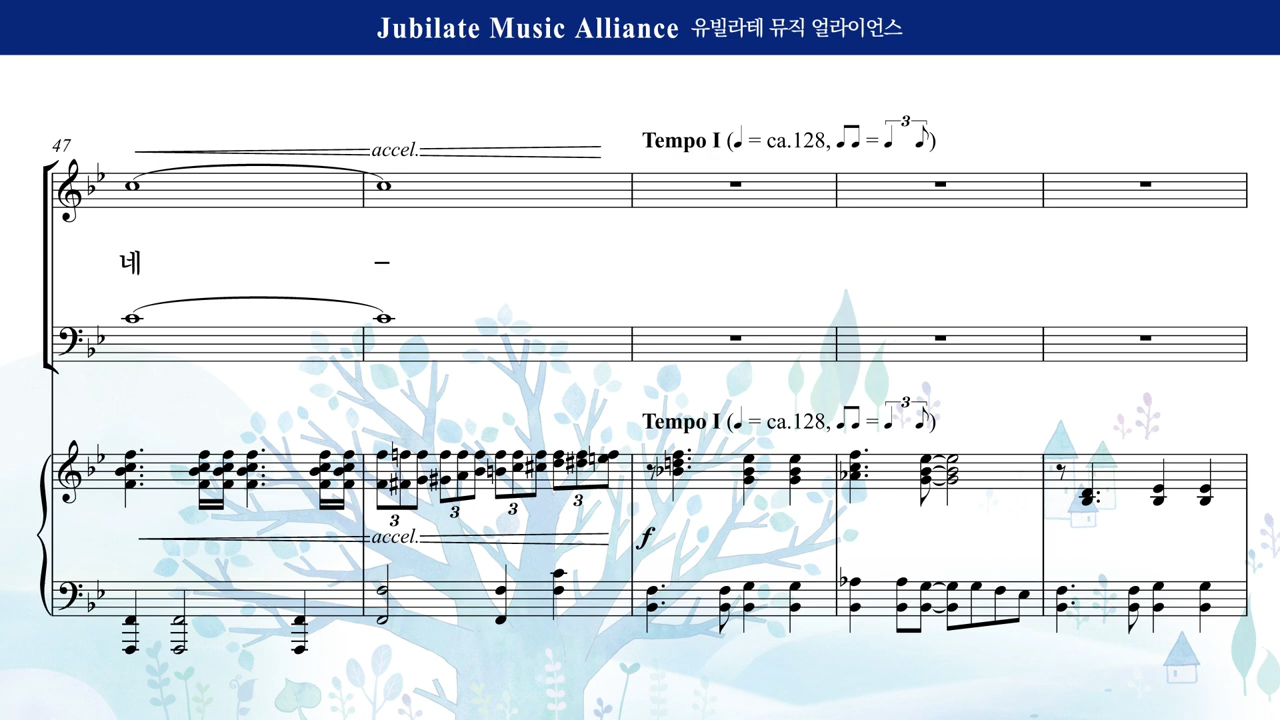 Jubilate Music Alliance 유빌라테 뮤직 얼라이언스
47
accel.
Tempo I (♩ = ca.128, ♫ = 3 ♩ ♪)
네 –
Tempo I (♩ = ca.128, ♫ = 3 ♩ ♪)
3 3 3 3
accel. f